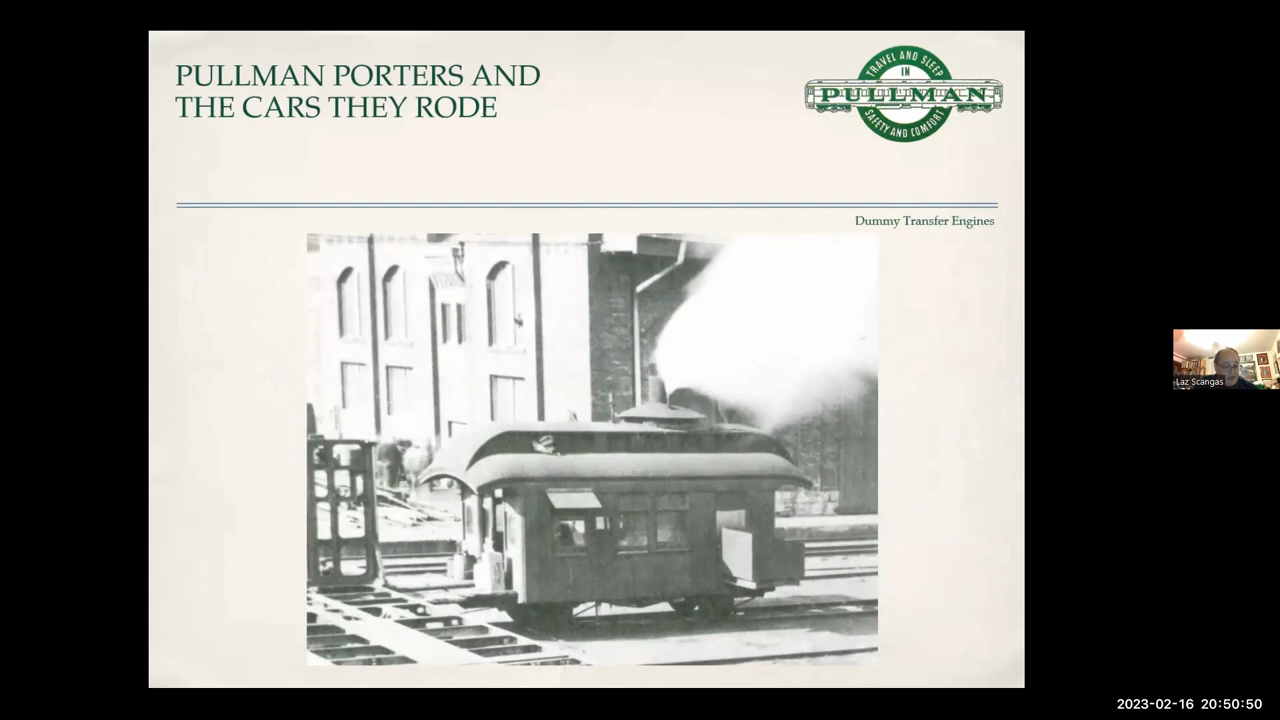 PULLMAN PORTERS AND
THE CARS THEY RODE
TRAVEL AND SLEEP
IN
PULLMAN
SAFETY AND COMFORT
Dummy Transfer Engines
Laz Scangas
2023-02-16 20:50:50